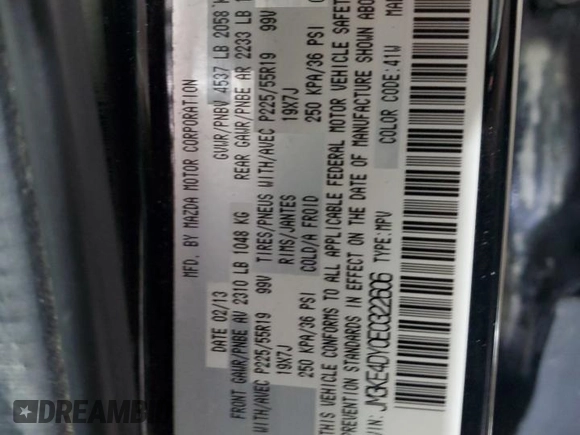 MFD. BY MAZDA MOTOR CORPORATION
DATE 02/13 GVWR/PNBV 4537 LB 2058
FRONT GAWR/PNBE AV 2310 LB 1048 KG REAR GAWR/PNBE AR 2233 LB
WITH/AVEC P225/55R19 99V TIRES/PNEUS WITH/AVEC P225/55R19 99V
19X7J RIMS/JANTES 19X7J
250 KPA/36 PSI COLD/A FROID 250 KPA/36 PSI
THIS VEHICLE CONFORMS TO ALL APPLICABLE FEDERAL MOTOR VEHICLE SAFETY
PREVENTION STANDARDS IN EFFECT ON THE DATE OF MANUFACTURE SHOWN ABOVE
VIN: JM3KE4DY0E0322606 TYPE: MPV COLOR CODE: 41W
DREAMBI